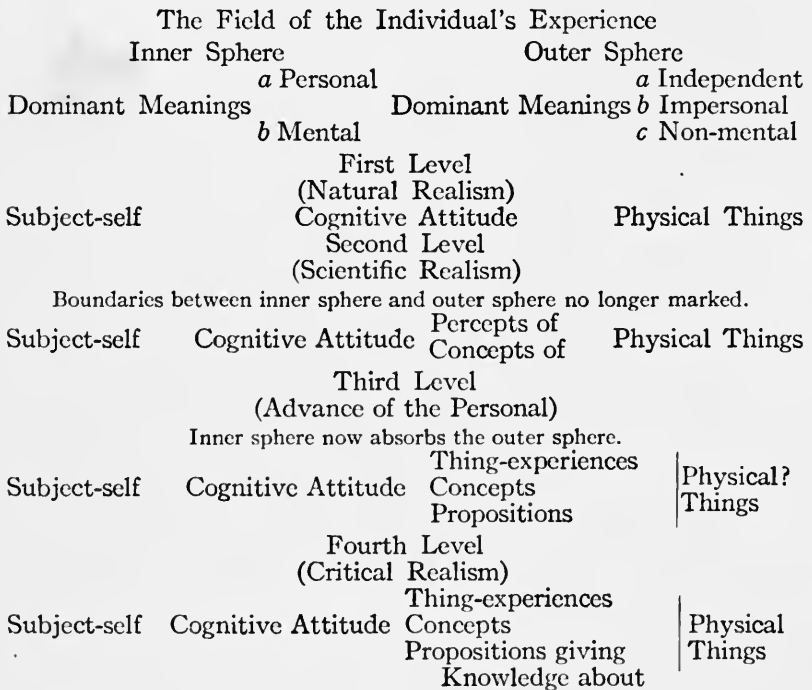 The Field of the Individual's Experience
Inner Sphere Outer Sphere
a Personal a Independent
Dominant Meanings Dominant Meanings b Impersonal
b Mental c Non-mental
First Level
(Natural Realism)
Subject-self Cognitive Attitude Physical Things
Second Level
(Scientific Realism)
Boundaries between inner sphere and outer sphere no longer marked.
Subject-self Cognitive Attitude Percepts of Physical Things
Concepts of
Third Level
(Advance of the Personal)
Inner sphere now absorbs the outer sphere.
Thing-experiences
Subject-self Cognitive Attitude Concepts Physical?
Propositions Things
Fourth Level
(Critical Realism)
Thing-experiences
Subject-self Cognitive Attitude Concepts Physical
Propositions giving Things
Knowledge about